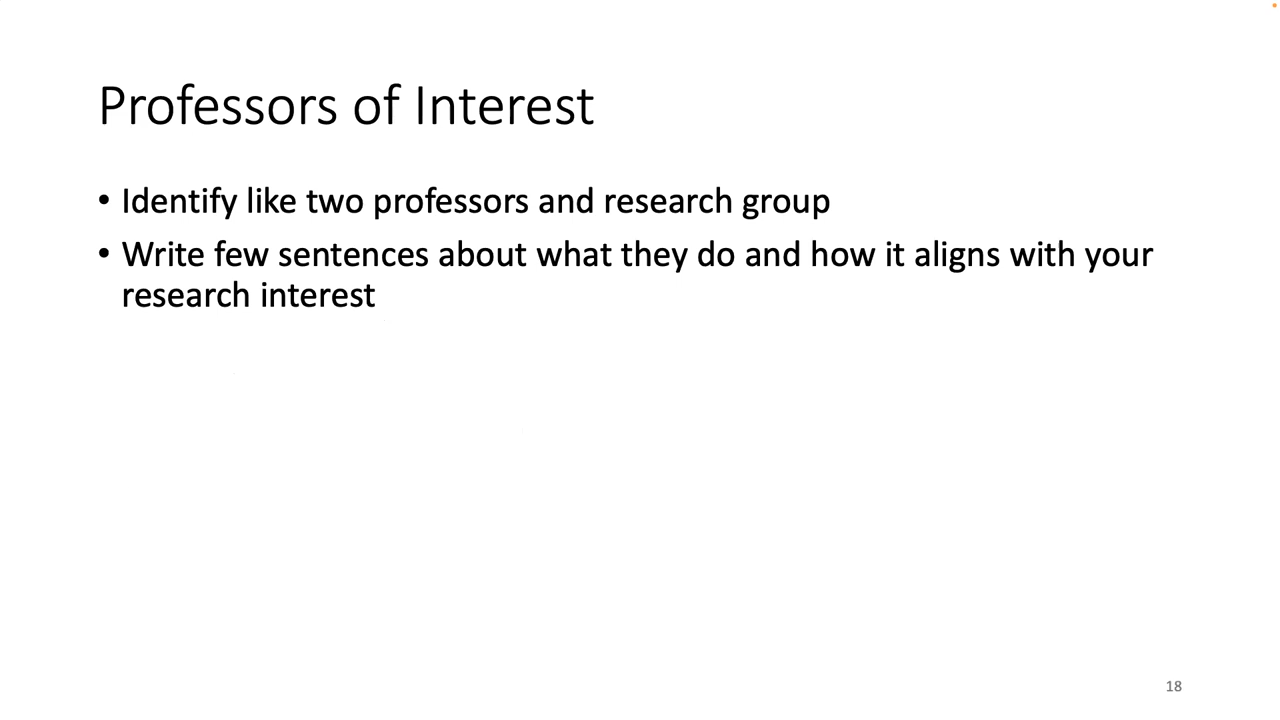 Professors of Interest
• Identify like two professors and research group
• Write few sentences about what they do and how it aligns with your
research interest
18